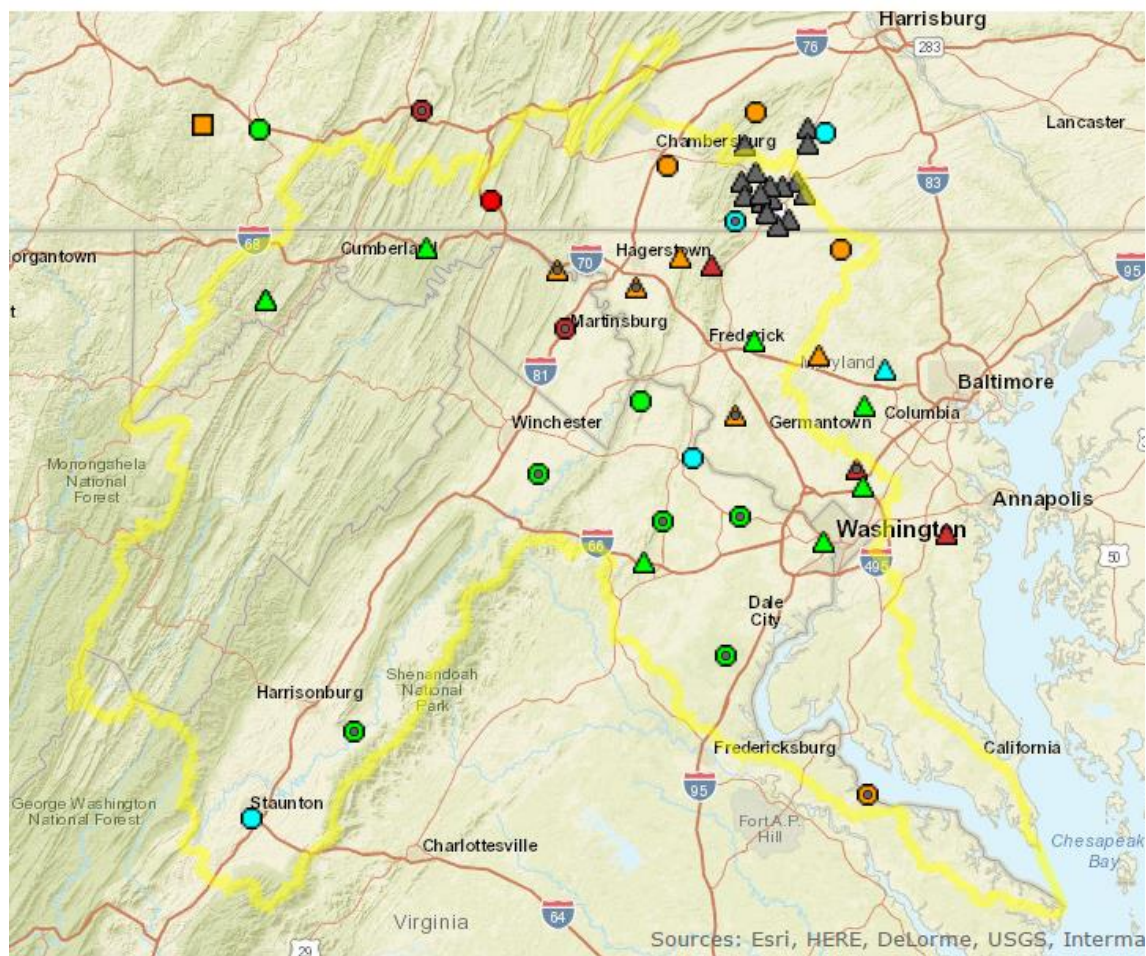 Harrisburg
76
283
Lancaster
Chambersburg
83
68
Cumberland
organtown
70
Hagerstown
95
t
Martinsburg
Frederick
Maryland
81
Baltimore
Winchester
Columbia
Germantown
Monongahela
National
Forest
Annapolis
Washington
66
495
50
Dale
City
Shenandoah
National
Park
Harrisonburg
Fredericksburg
California
95
George Washington
National Forest
Staunton
Fort A.P.
Hill
Charlottesville
Chesapeak
Bay
Virginia
64
29
Sources: Esri, HERE, DeLorme, USGS, Interma